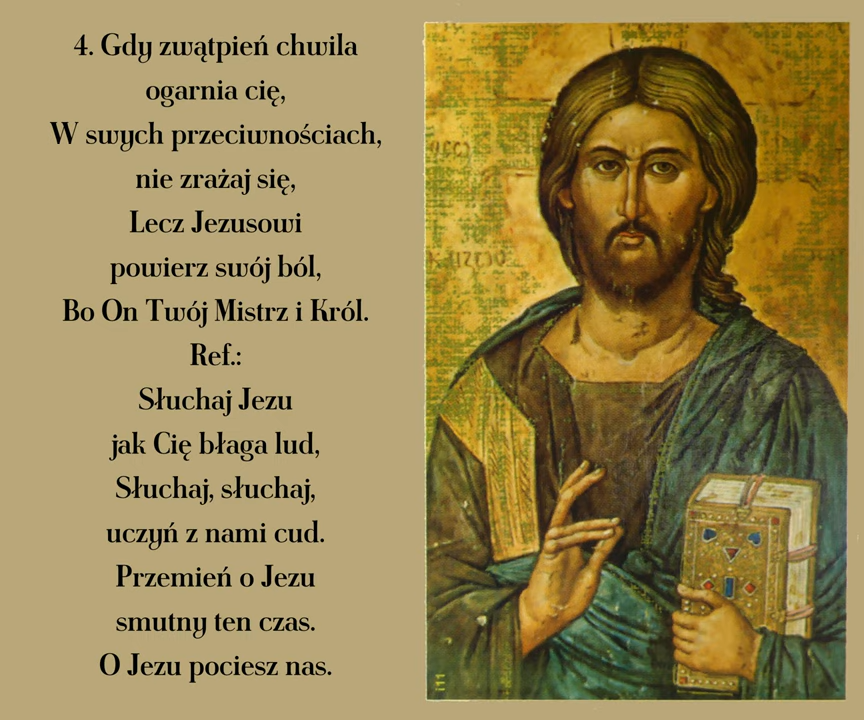 4. Gdy zwątpień chwila
ogarnia cię,
W swych przeciwnościach,
nie zrażaj się,
Lecz Jezusowi
powierz swój ból,
Bo On Twój Mistrz i Król.
Ref.:
Słuchaj Jezu
jak Cię błaga lud,
Słuchaj, słuchaj,
uczyń z nami cud.
Przemień o Jezu
smutny ten czas.
O Jezu pociesz nas.